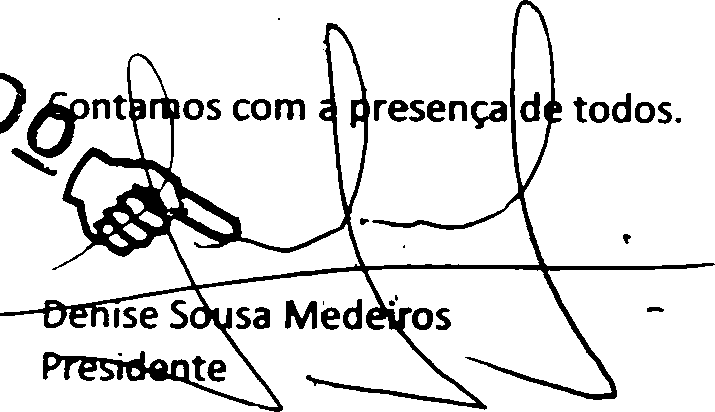 Contamos com a presença de todos.
Denise Sousa Medeiros
Presidente